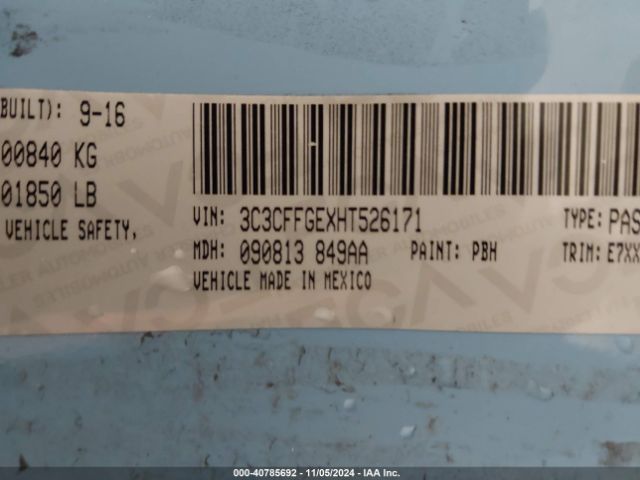 BUILT): 9-16
00840 KG
01850 LB
VEHICLE SAFETY,
VIN: 3C3CFFGEXHT526171
TYPE: PAS
MDH: 090813 849AA
PAINT: PBH
TRIM: E7XX
VEHICLE MADE IN MEXICO
000-40785692 - 11/05/2024 - IAA Inc.